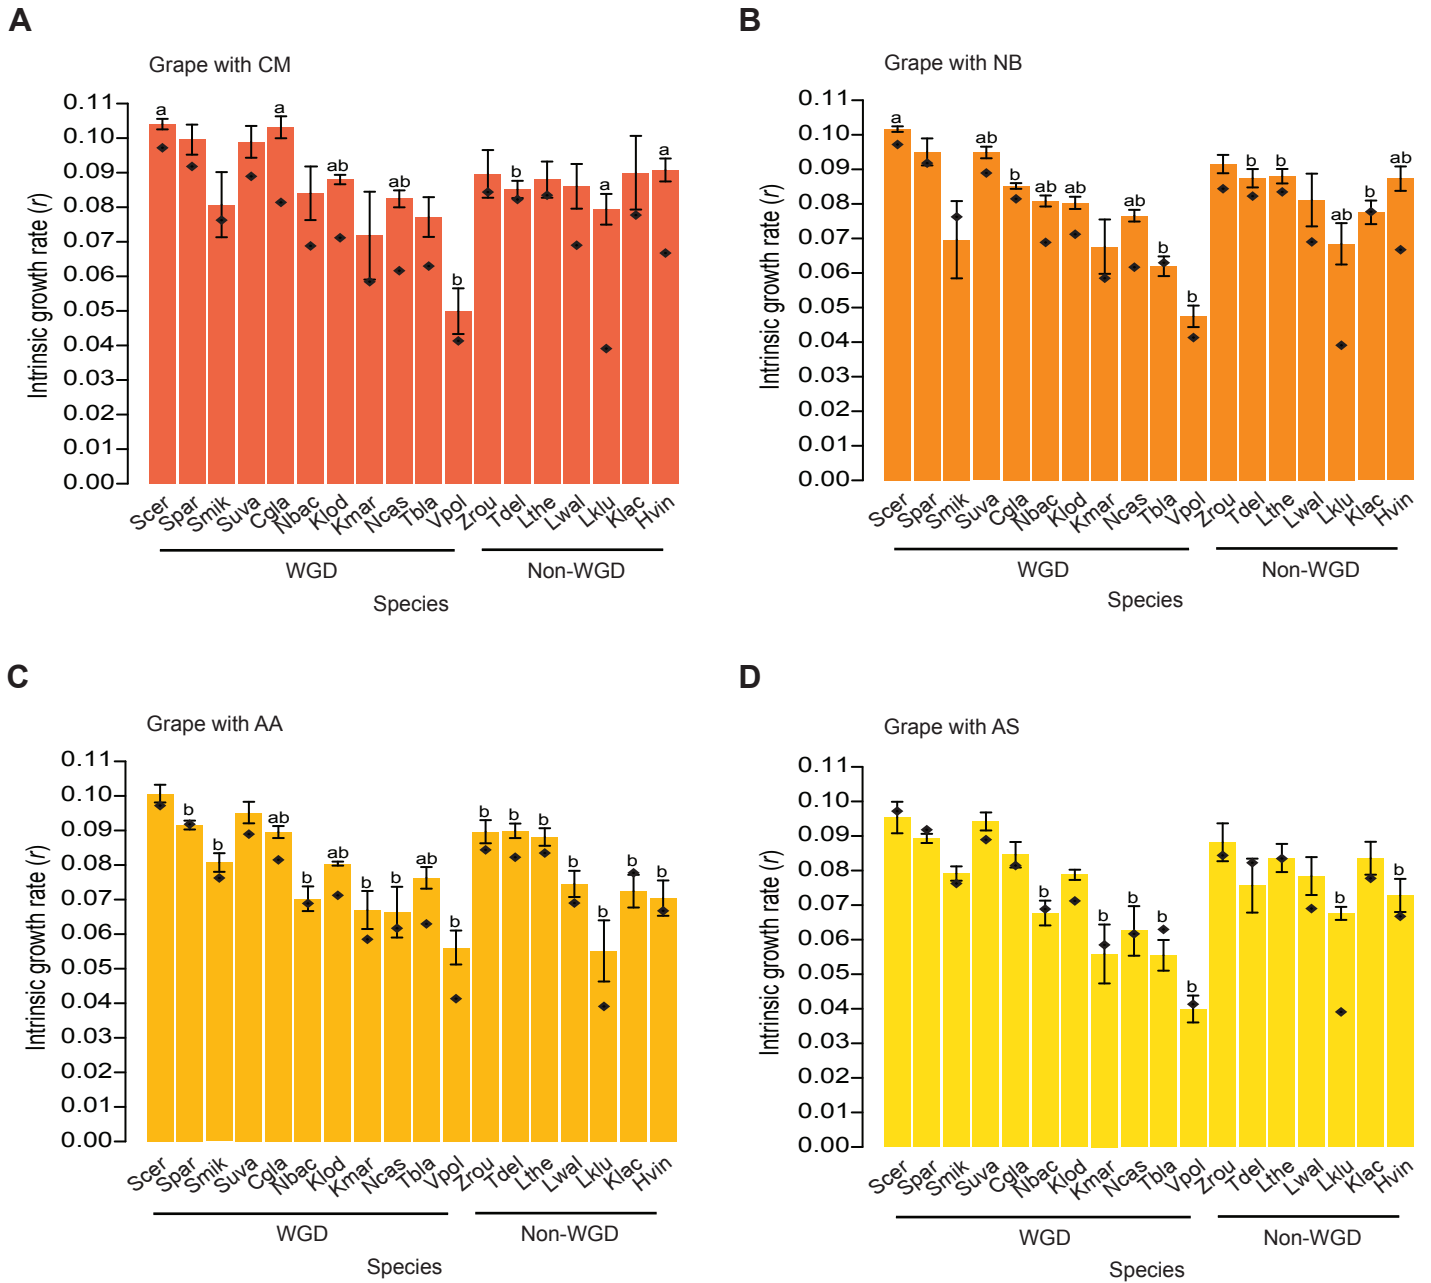 A
Grape with CM
Intrinsic growth rate (r)
0.11
0.10
0.09
0.08
0.07
0.06
0.05
0.04
0.03
0.02
0.01
0.00
a a ab ab b b a a
Scer Spar Smik Suva Cgla Nbac Klod Kmar Ncas Tbla Vpol Zrou Tdel Lthe Lwal Lklu Klac Hvin
WGD Non-WGD
Species
B
Grape with NB
Intrinsic growth rate (r)
0.11
0.10
0.09
0.08
0.07
0.06
0.05
0.04
0.03
0.02
0.01
0.00
a ab b ab ab ab b b b b ab b ab
Scer Spar Smik Suva Cgla Nbac Klod Kmar Ncas Tbla Vpol Zrou Tdel Lthe Lwal Lklu Klac Hvin
WGD Non-WGD
Species
C
Grape with AA
Intrinsic growth rate (r)
0.11
0.10
0.09
0.08
0.07
0.06
0.05
0.04
0.03
0.02
0.01
0.00
b b ab b ab b b ab b b b b b b b b
Scer Spar Smik Suva Cgla Nbac Klod Kmar Ncas Tbla Vpol Zrou Tdel Lthe Lwal Lklu Klac Hvin
WGD Non-WGD
Species
D
Grape with AS
Intrinsic growth rate (r)
0.11
0.10
0.09
0.08
0.07
0.06
0.05
0.04
0.03
0.02
0.01
0.00
b b b b b b b
Scer Spar Smik Suva Cgla Nbac Klod Kmar Ncas Tbla Vpol Zrou Tdel Lthe Lwal Lklu Klac Hvin
WGD Non-WGD
Species